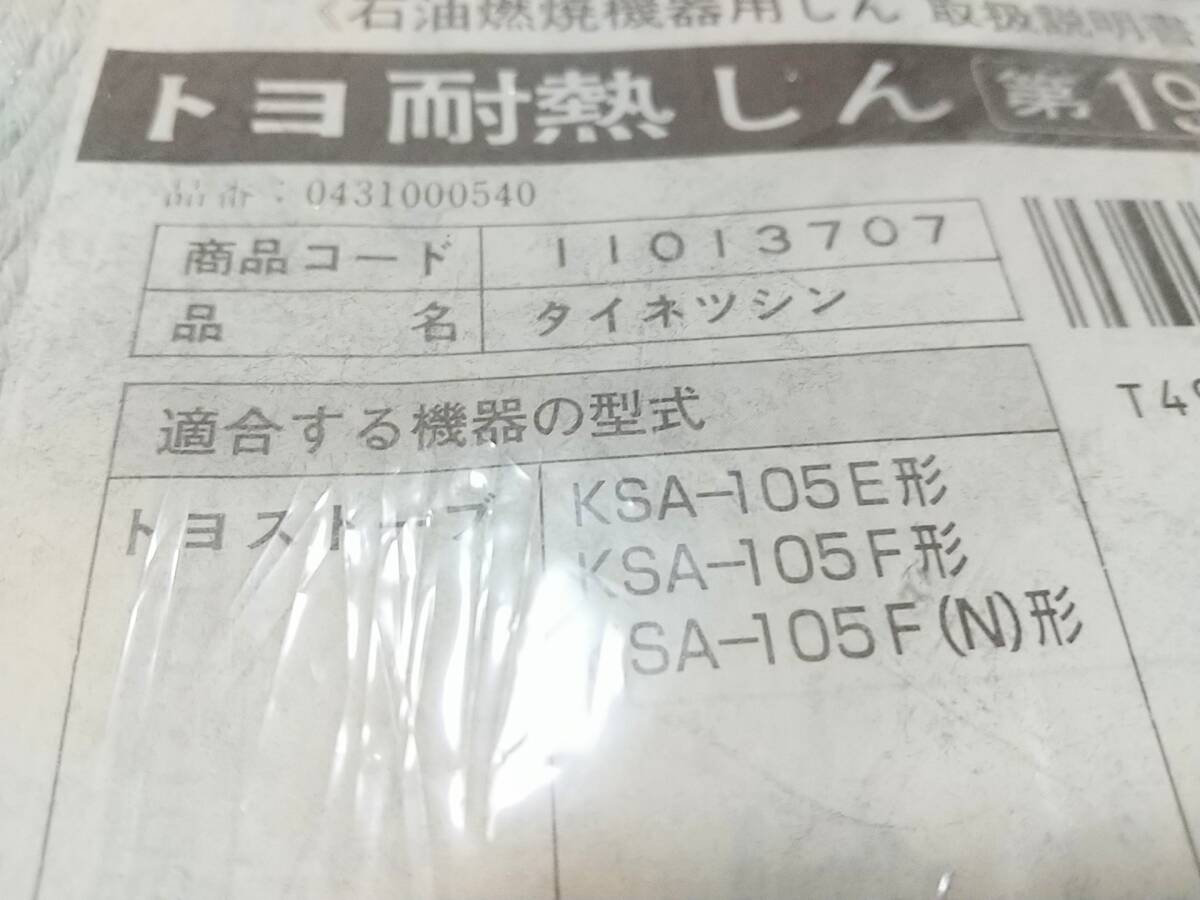 《石油燃焼機器用しん 取扱説明書
トヨ耐熱しん 第19
品番：0431000540
商品コード 11013707
品名 タイネツシン
T49
適合する機器の型式
トヨストーブ KSA-105E形
KSA-105F形
SA-105F(N)形